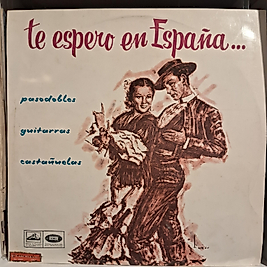 te espero en España...
pasodobles
guitarras
castañuelas